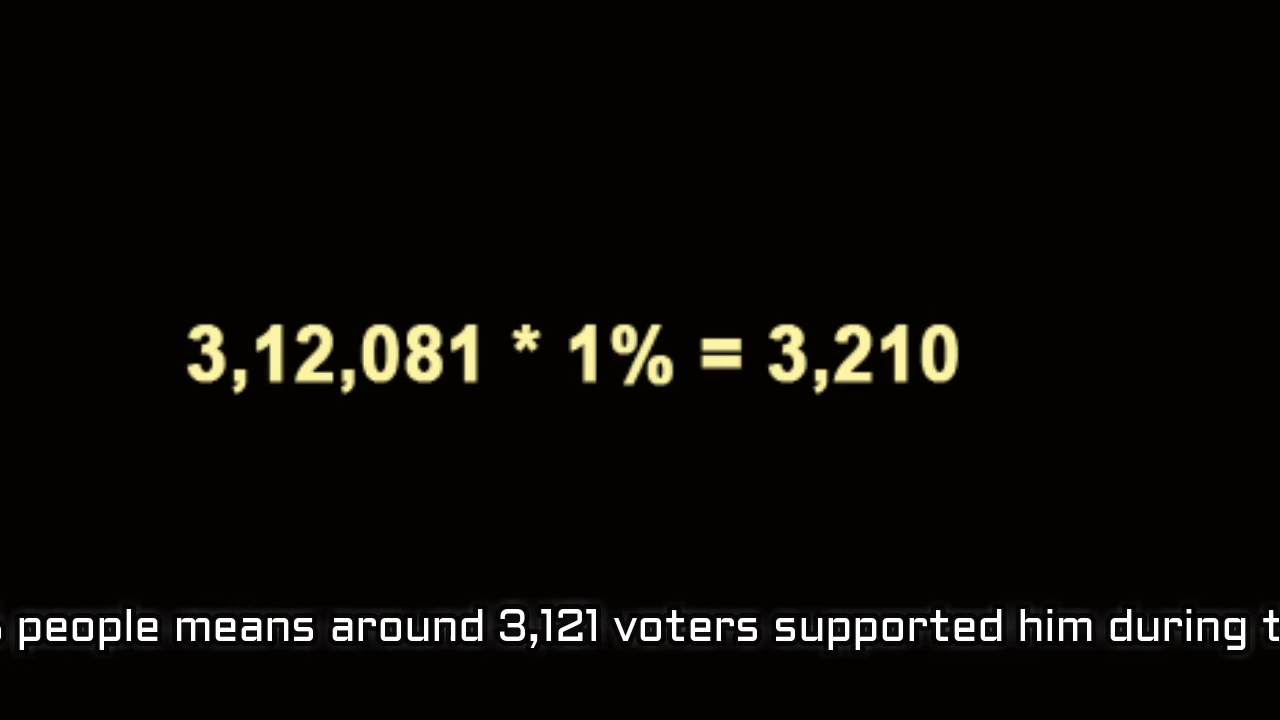 3,12,081 * 1% = 3,210
people means around 3,121 voters supported him during